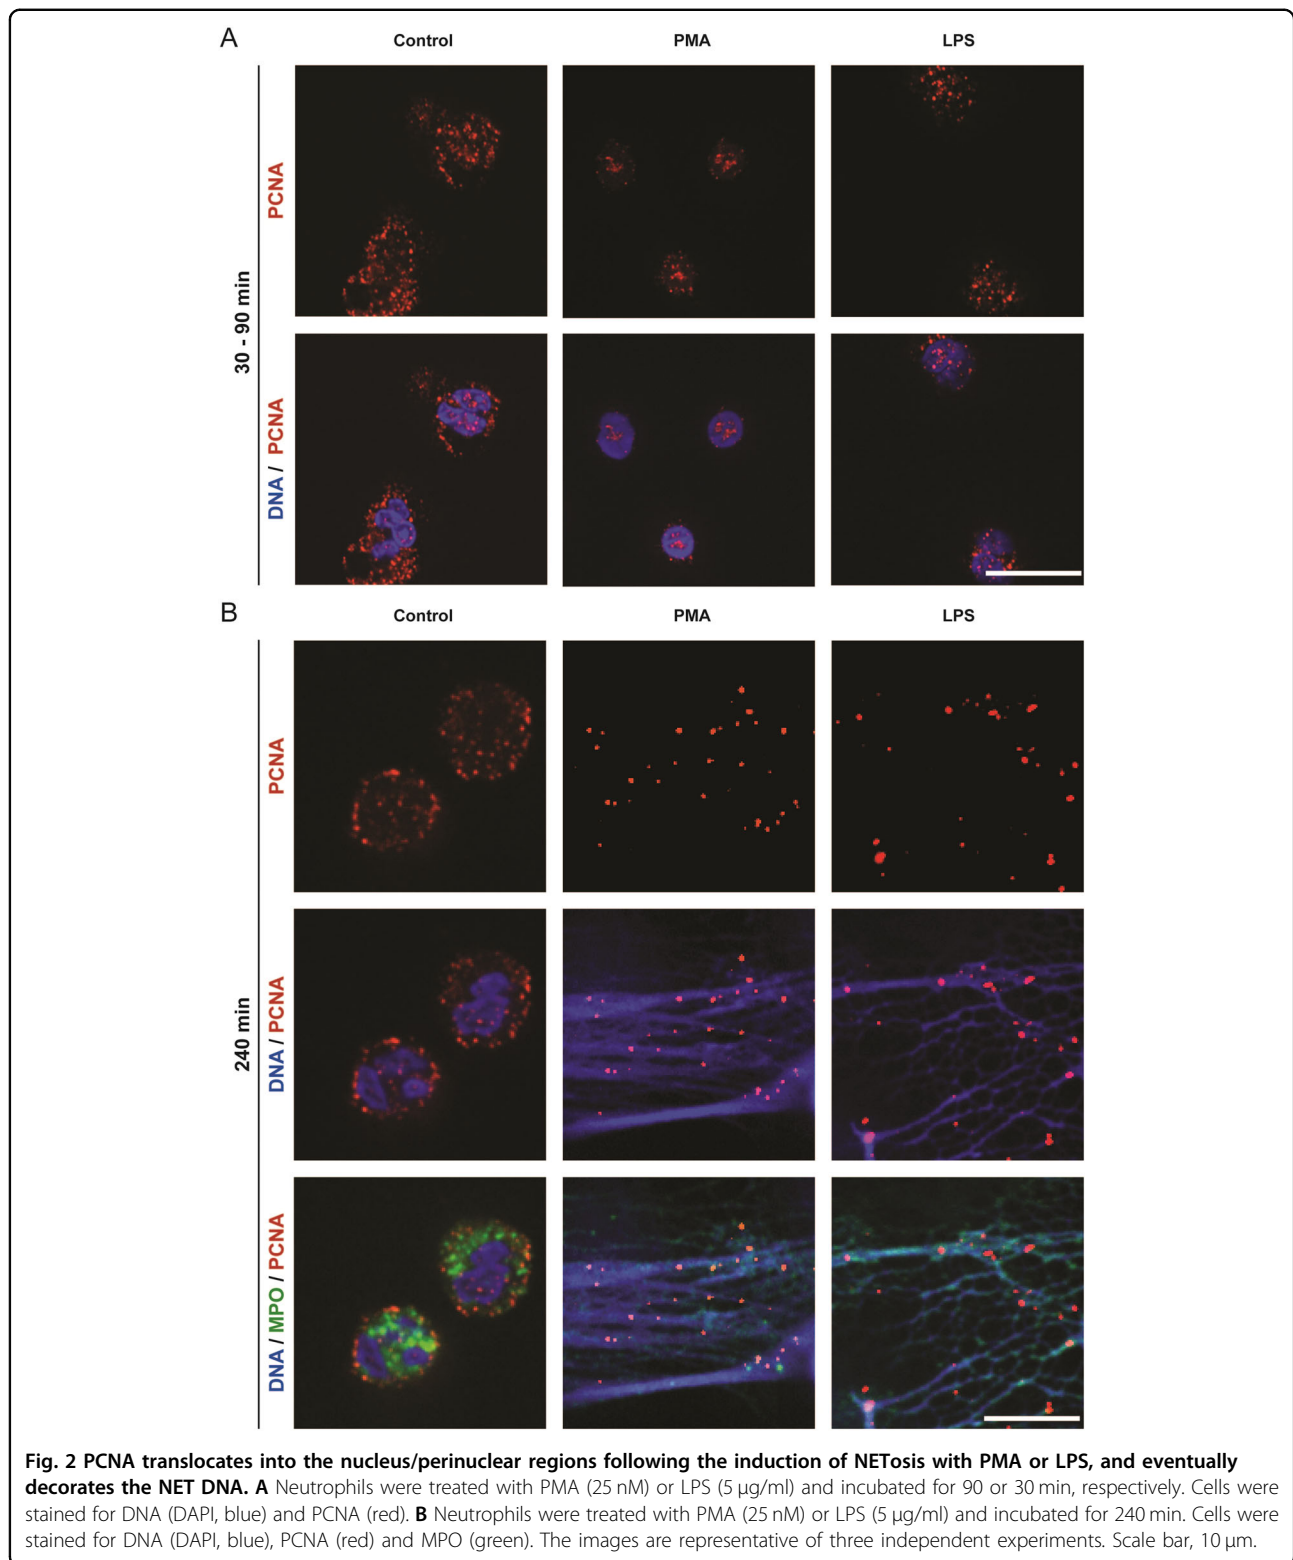 A
Control PMA LPS
30 - 90 min
PCNA
DNA / PCNA
B
Control PMA LPS
240 min
PCNA
DNA / PCNA
DNA / MPO / PCNA
Fig. 2 PCNA translocates into the nucleus/perinuclear regions following the induction of NETosis with PMA or LPS, and eventually
decorates the NET DNA. A Neutrophils were treated with PMA (25 nM) or LPS (5 µg/ml) and incubated for 90 or 30 min, respectively. Cells were
stained for DNA (DAPI, blue) and PCNA (red). B Neutrophils were treated with PMA (25 nM) or LPS (5 µg/ml) and incubated for 240 min. Cells were
stained for DNA (DAPI, blue), PCNA (red) and MPO (green). The images are representative of three independent experiments. Scale bar, 10 µm.